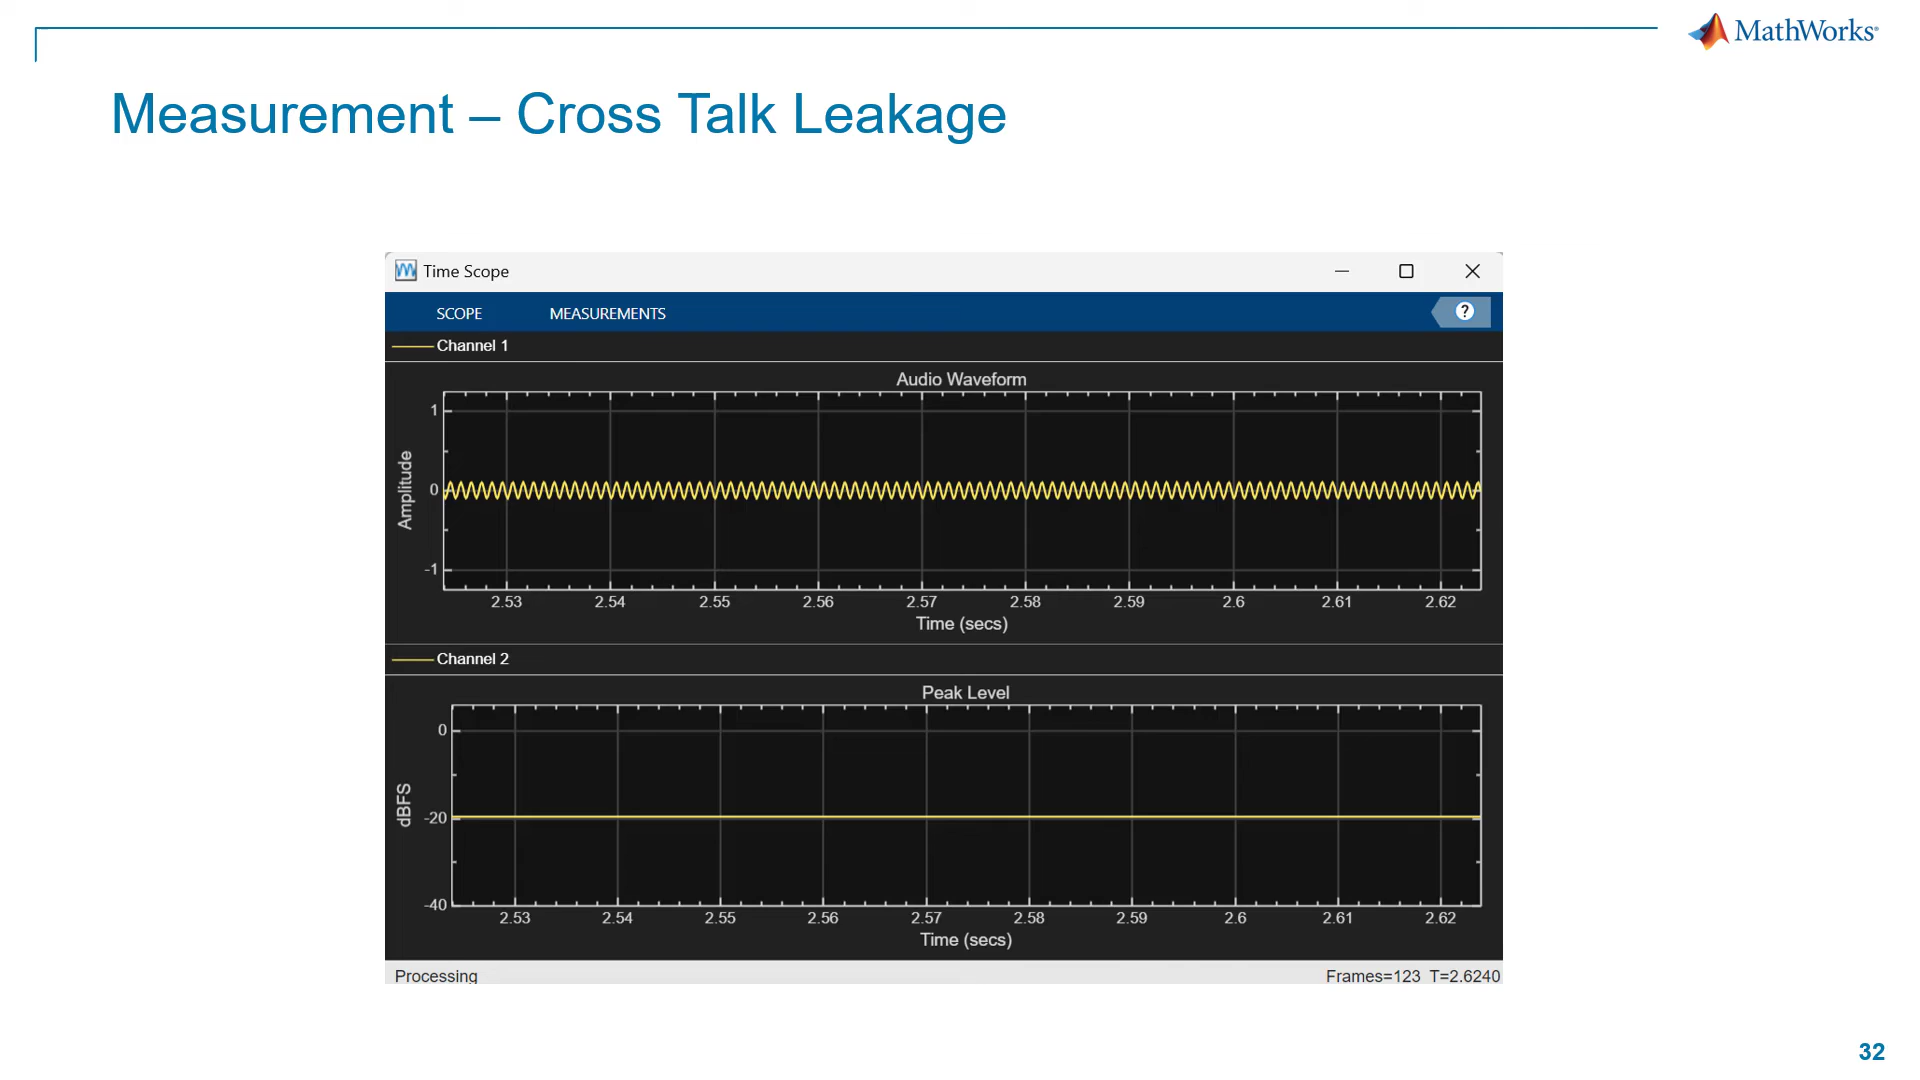 MathWorks®
Measurement – Cross Talk Leakage
Time Scope
SCOPE MEASUREMENTS ?
Channel 1
Audio Waveform
Amplitude
1
0
-1
2.53 2.54 2.55 2.56 2.57 2.58 2.59 2.6 2.61 2.62
Time (secs)
Channel 2
Peak Level
dBFS
0
-20
-40
2.53 2.54 2.55 2.56 2.57 2.58 2.59 2.6 2.61 2.62
Time (secs)
Processing Frames=123 T=2.6240
32